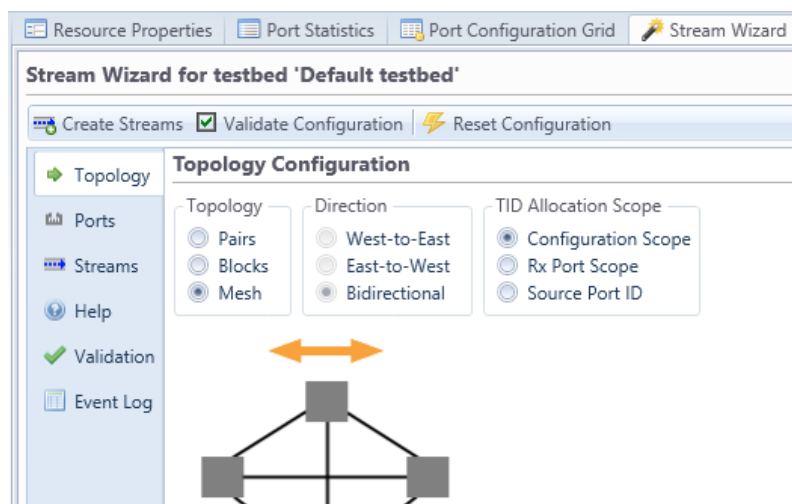 Resource Properties Port Statistics Port Configuration Grid Stream Wizard
Stream Wizard for testbed 'Default testbed'
Create Streams Validate Configuration Reset Configuration
Topology
Ports
Streams
Help
Validation
Event Log
Topology Configuration
Topology
Pairs
Blocks
Mesh
Direction
West-to-East
East-to-West
Bidirectional
TID Allocation Scope
Configuration Scope
Rx Port Scope
Source Port ID